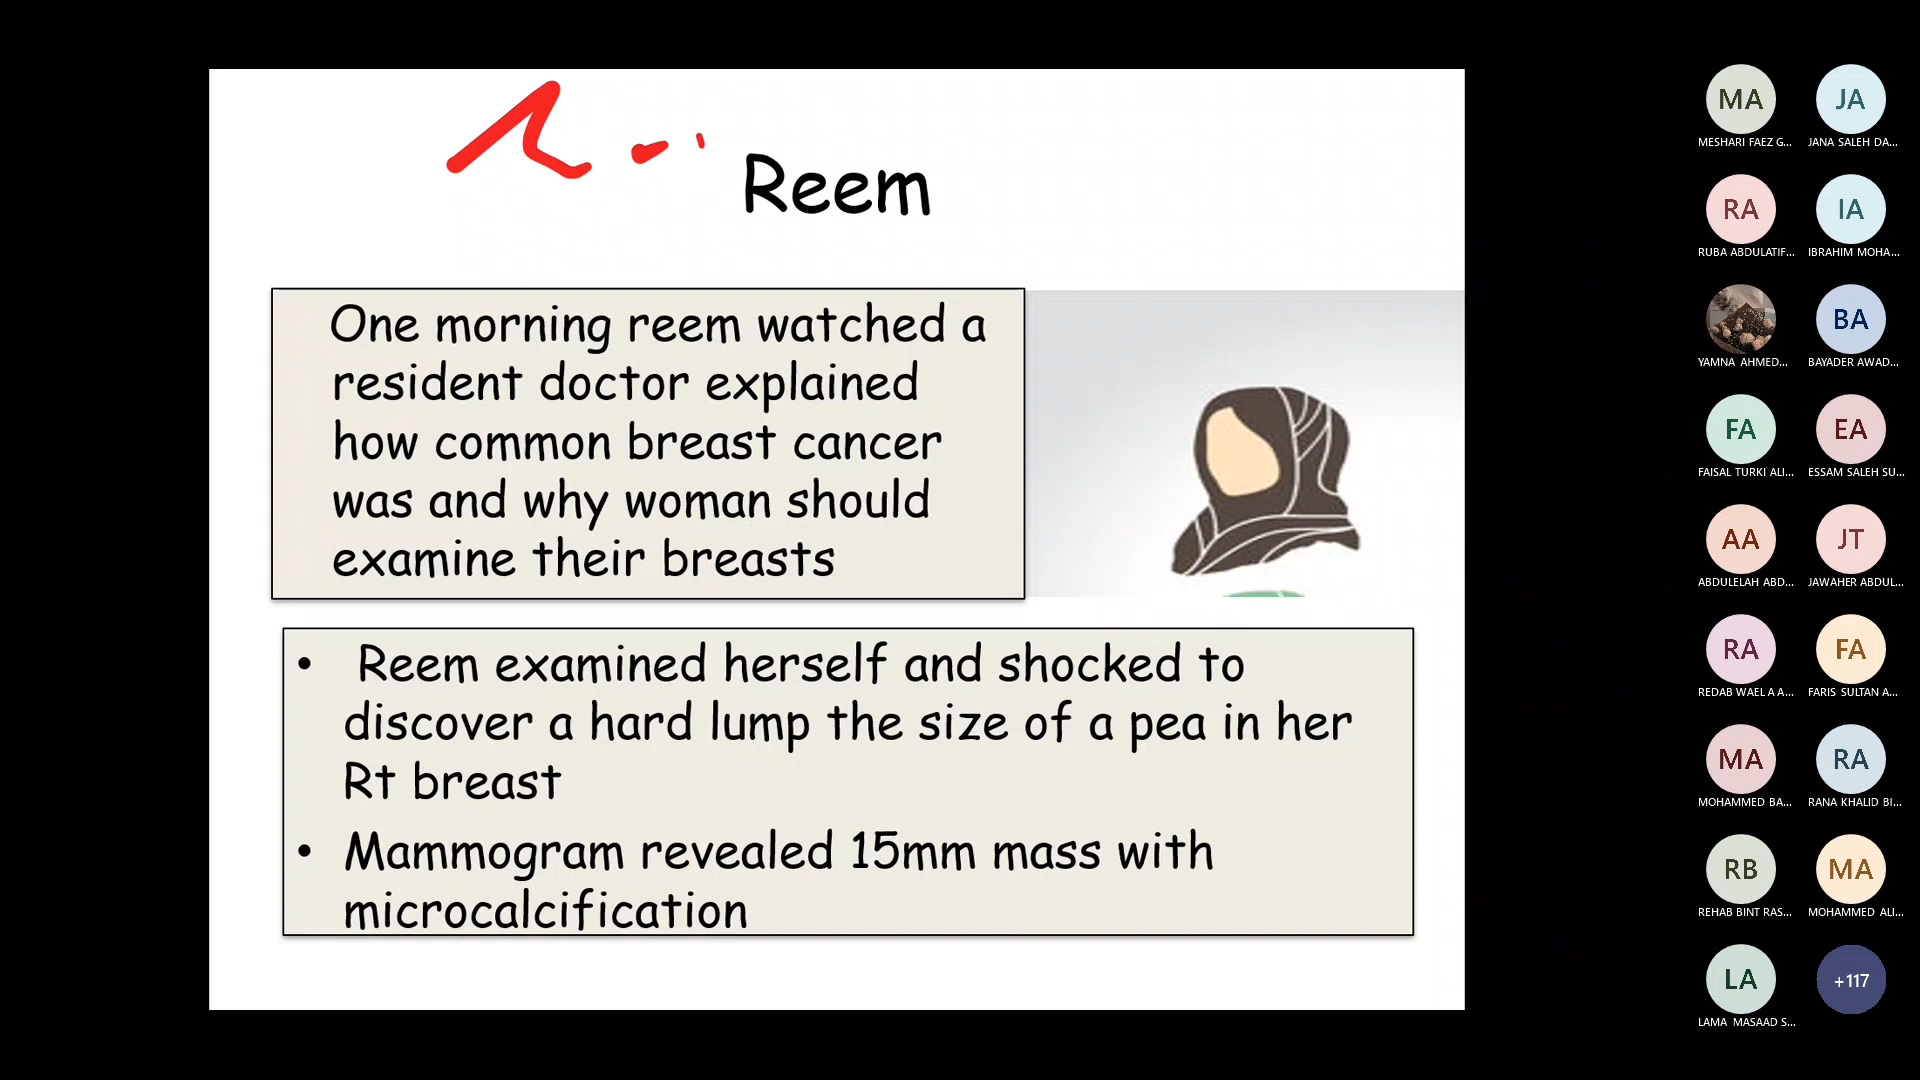 Reem
One morning reem watched a
resident doctor explained
how common breast cancer
was and why woman should
examine their breasts
• Reem examined herself and shocked to
discover a hard lump the size of a pea in her
Rt breast
• Mammogram revealed 15mm mass with
microcalcification
MA JA
MESHARI FAEZ G... JANA SALEH DA...
RA IA
RUBA ABDULATIF... IBRAHIM MOHA...
BA
YAMNA AHMED... BAYADER AWAD...
FA EA
FAISAL TURKI ALI... ESSAM SALEH SU...
AA JT
ABDULELAH ABD... JAWAHER ABDUL...
RA FA
REDAB WAEL A A... FARIS SULTAN A...
MA RA
MOHAMMED BA... RANA KHALID BI...
RB MA
REHAB BINT RAS... MOHAMMED ALI...
LA +117
LAMA MASAAD S...